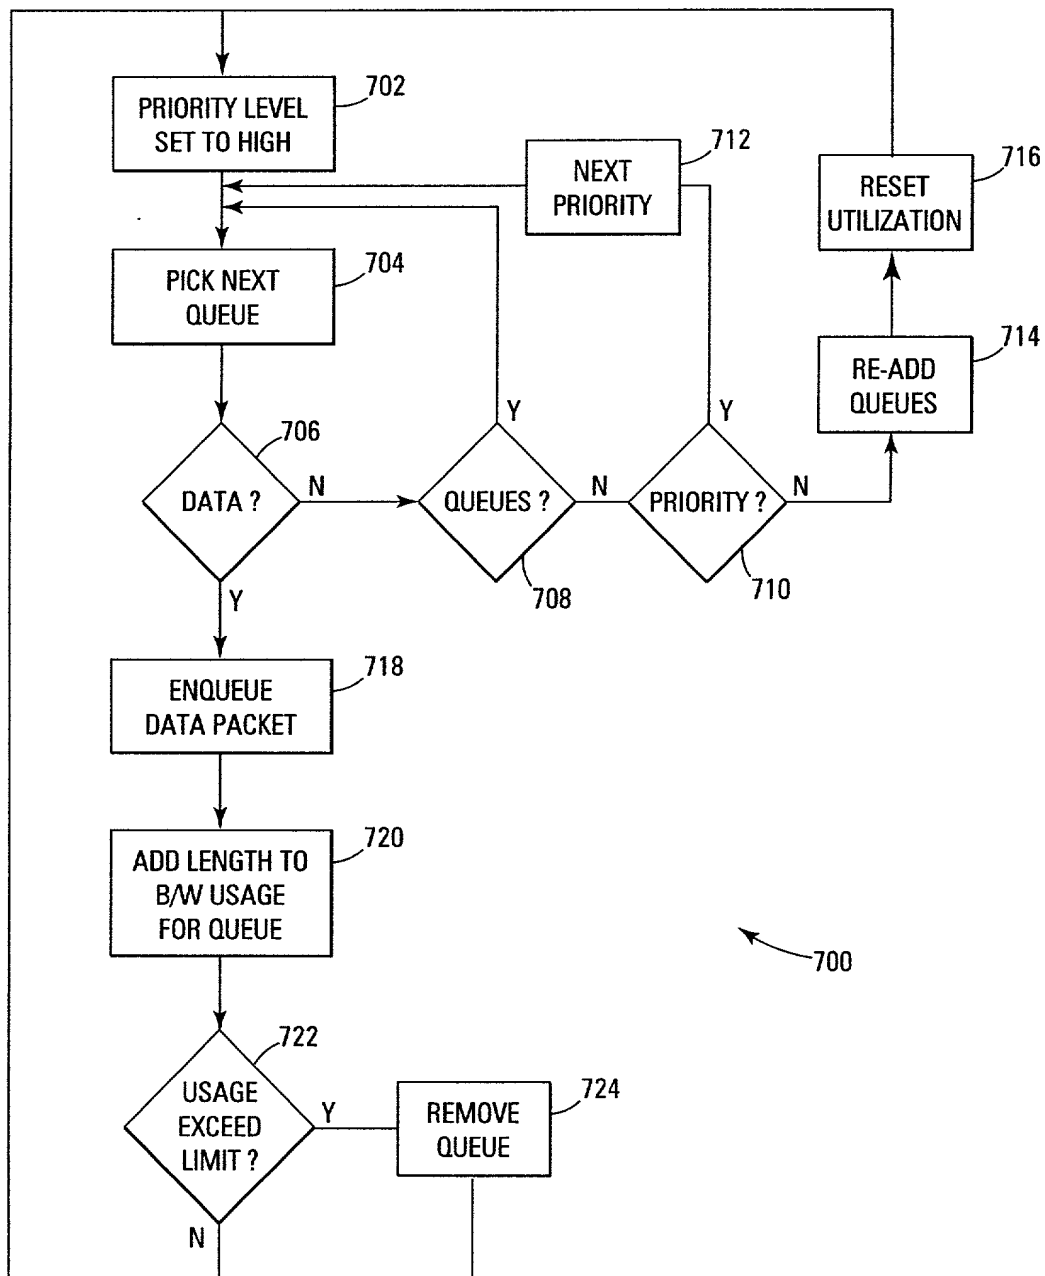 PRIORITY LEVEL
SET TO HIGH
702
NEXT
PRIORITY
712
RESET
UTILIZATION
716
PICK NEXT
QUEUE
704
RE-ADD
QUEUES
714
DATA ?
706
N
Y
QUEUES ?
708
Y
N
PRIORITY ?
710
Y
N
ENQUEUE
DATA PACKET
718
ADD LENGTH TO
B/W USAGE
FOR QUEUE
720
700
USAGE
EXCEED
LIMIT ?
722
Y
N
REMOVE
QUEUE
724